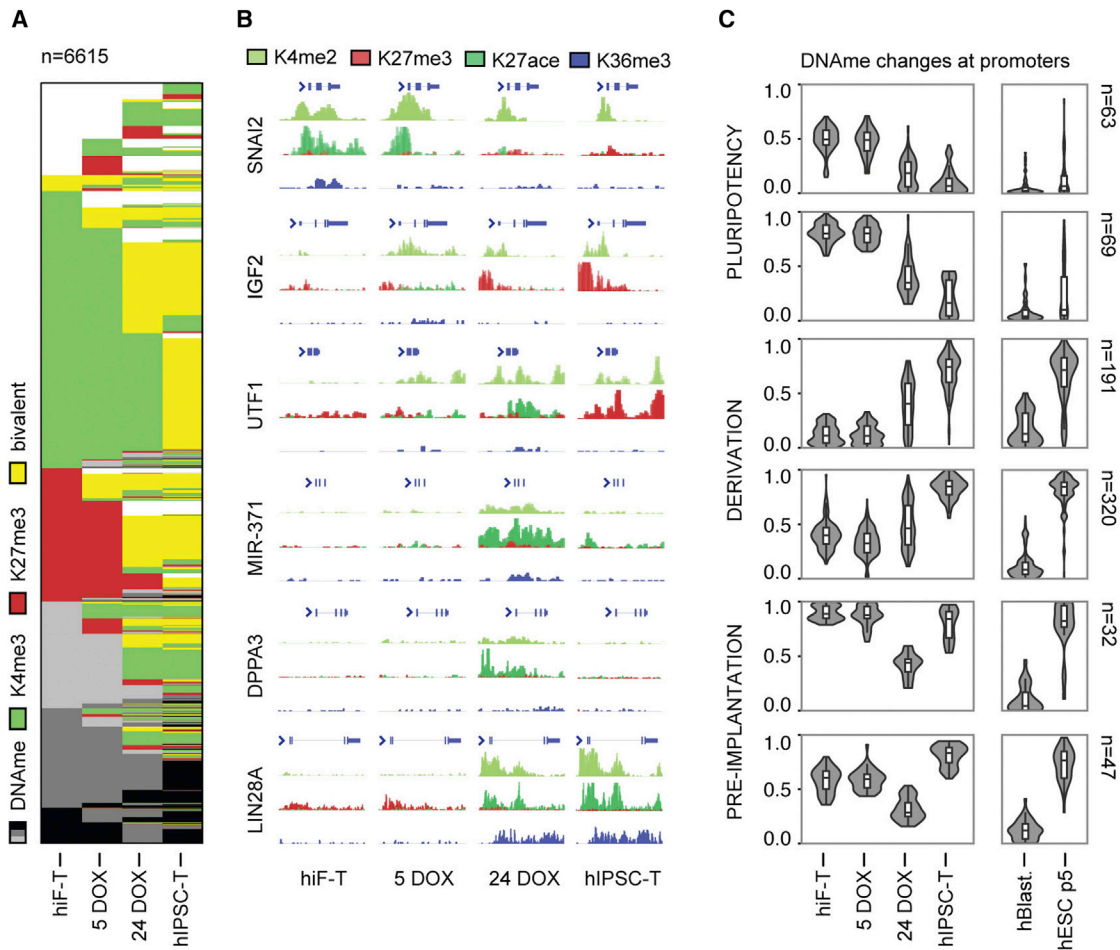 A
n=6615
DNAme
K4me3
K27me3
bivalent
hiF-T
5 DOX
24 DOX
hIPSC-T
B
K4me2 K27me3 K27ace K36me3
SNAI2
IGF2
UTF1
MIR-371
DPPA3
LIN28A
hiF-T 5 DOX 24 DOX hIPSC-T
C
DNAme changes at promoters
PLURIPOTENCY
DERIVATION
PRE-IMPLANTATION
1.0
0.5
0.0
n=63
1.0
0.5
0.0
n=69
1.0
0.5
0.0
n=191
1.0
0.5
0.0
n=320
1.0
0.5
0.0
n=32
1.0
0.5
0.0
n=47
hiF-T
5 DOX
24 DOX
hIPSC-T
hBlast.
hESC p5